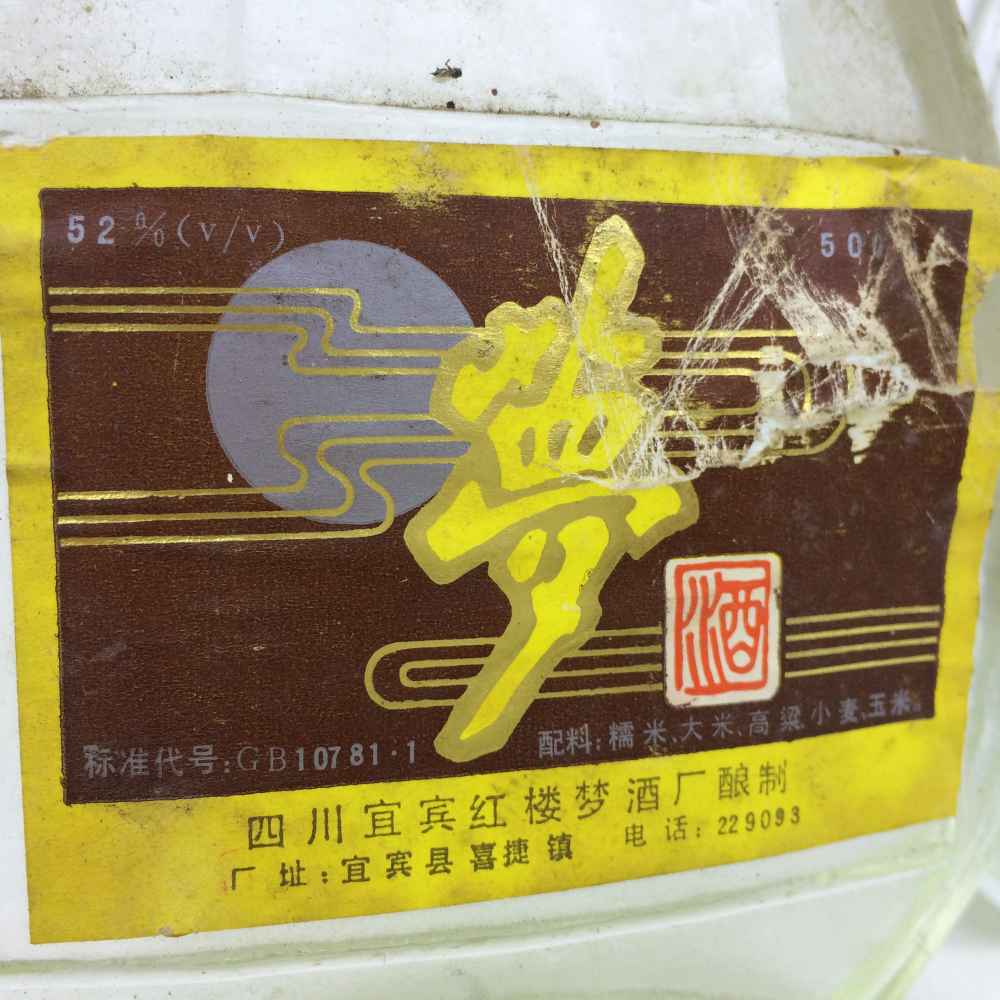 52%(v/v)
500
夢
酒
标准代号:GB10781·1
配料:糯米、大米、高粱、小麦、玉米。
四川宜宾红楼梦酒厂酿制
厂址:宜宾县喜捷镇
电话:229093